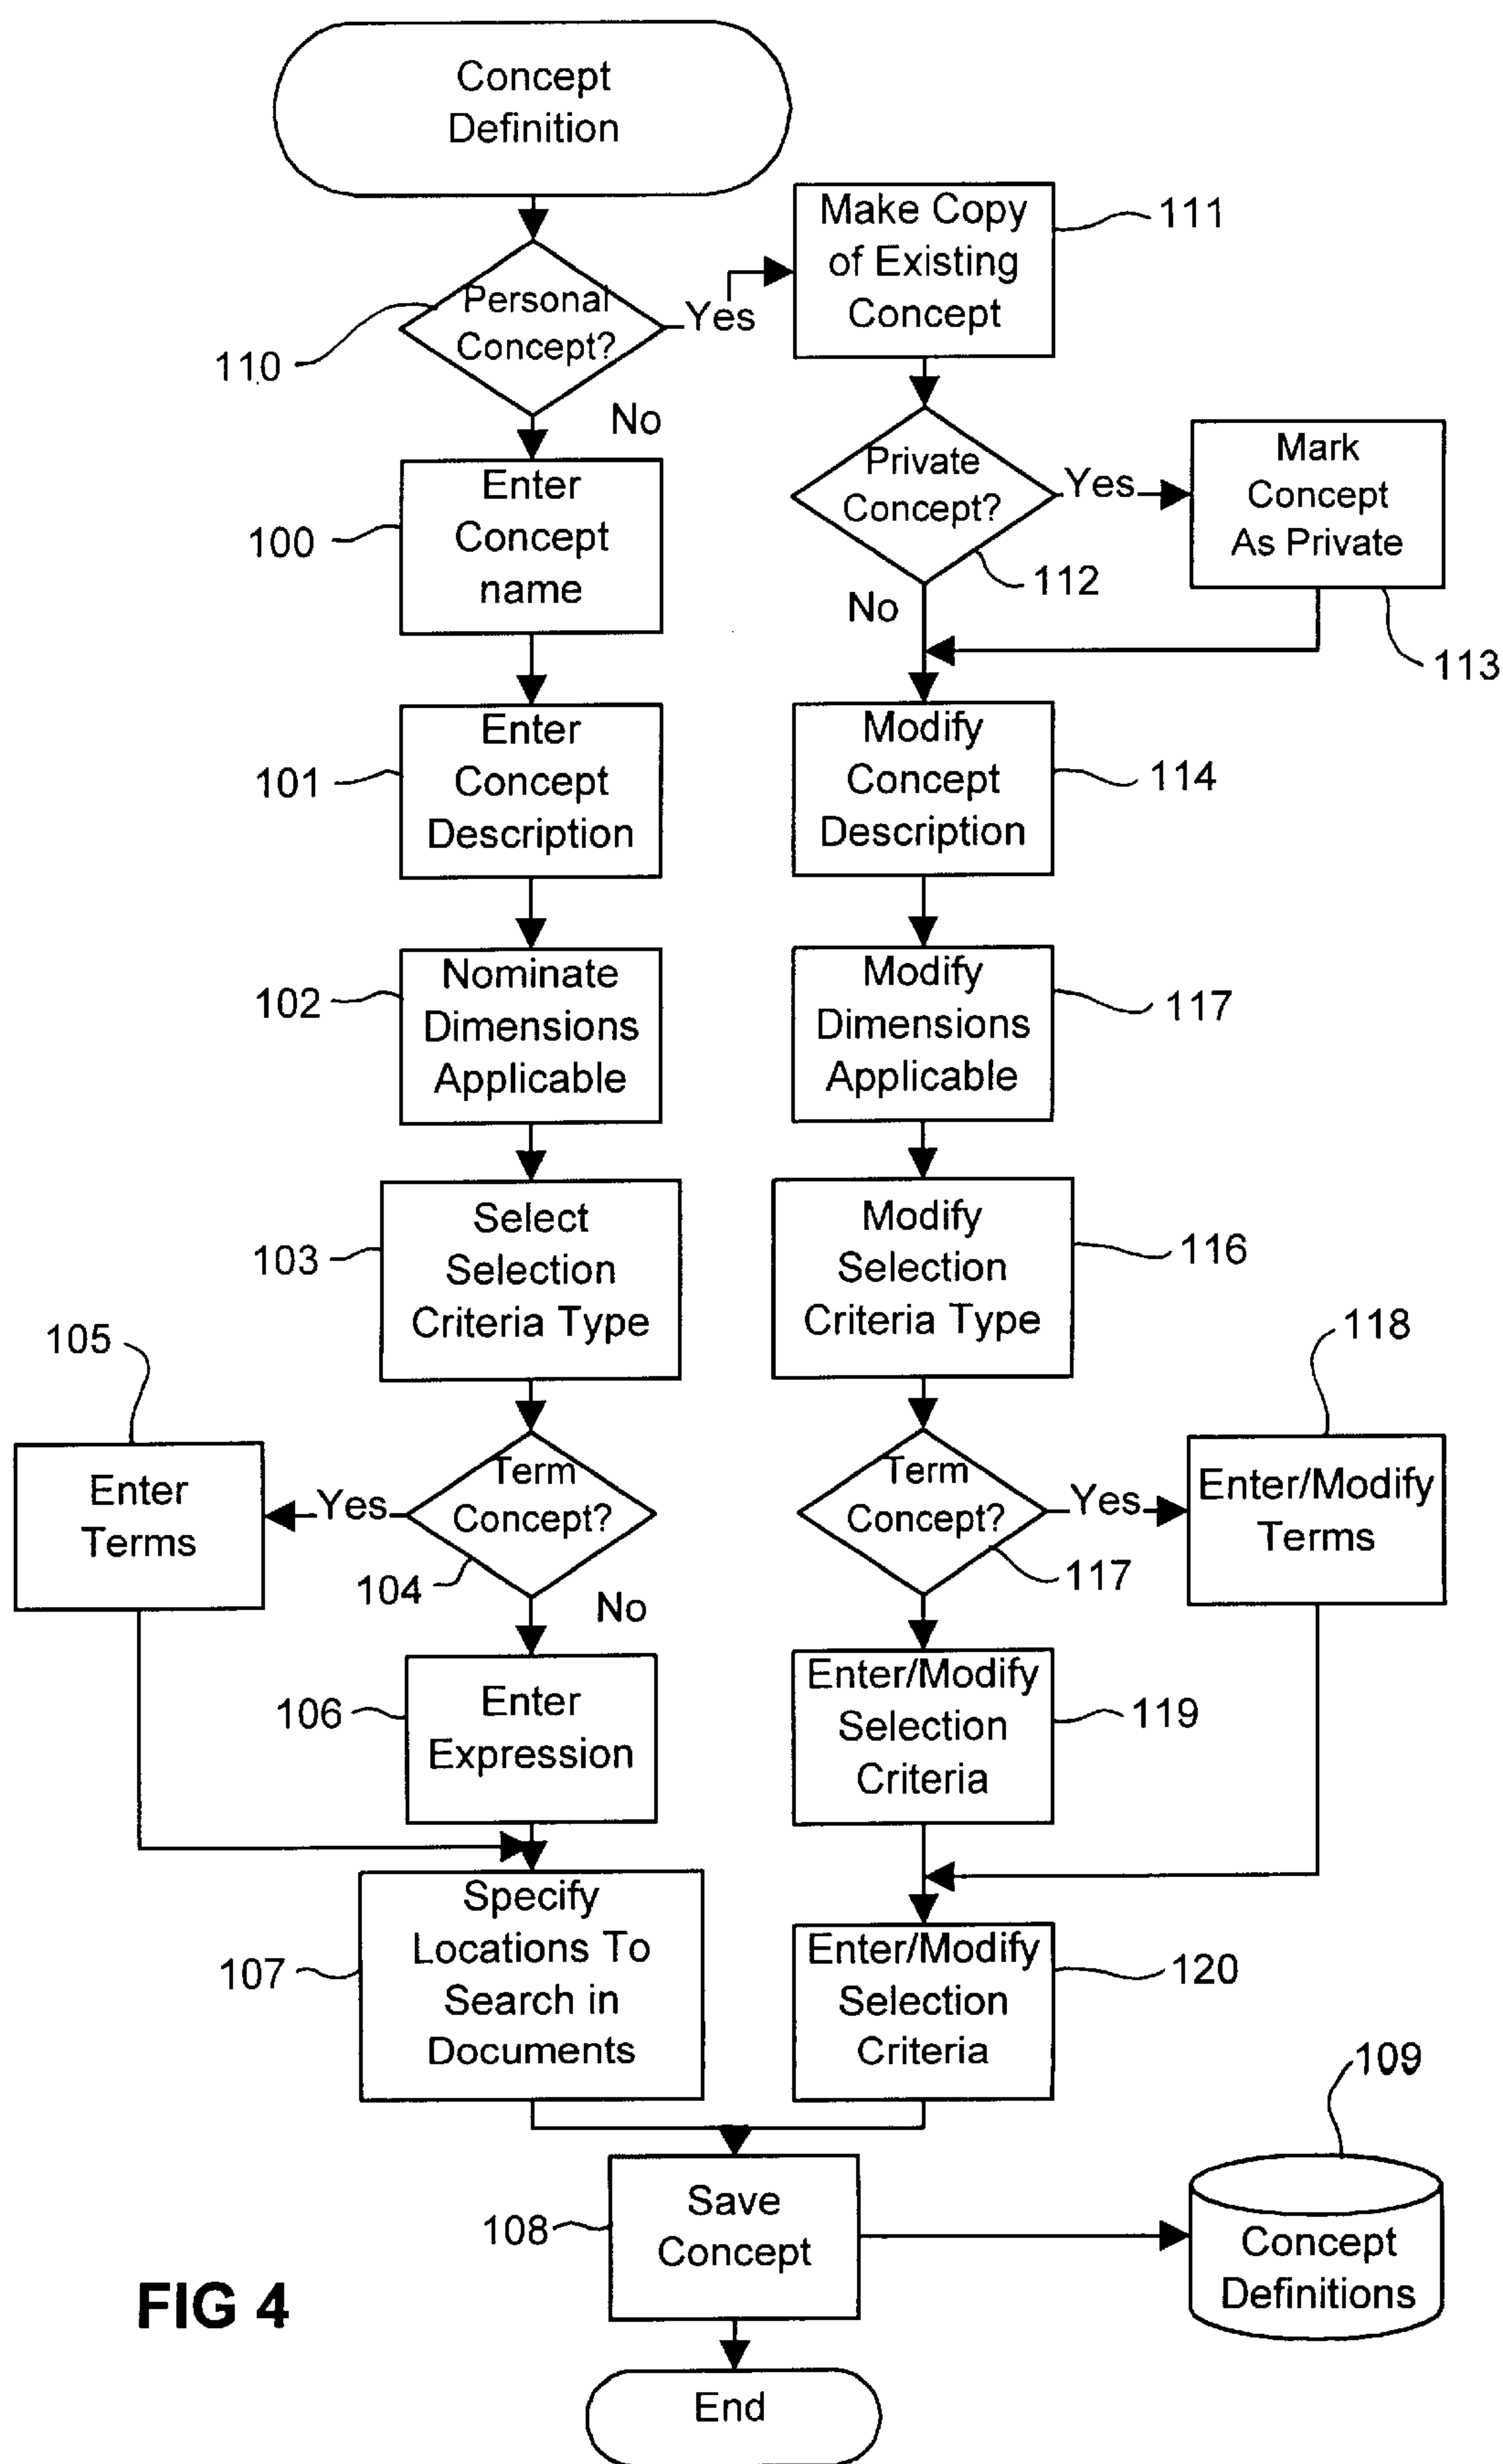 Concept
Definition
Personal
Concept?
110
Yes
No
Make Copy
of Existing
Concept
111
Private
Concept?
112
Yes
No
Mark
Concept
As Private
113
Enter
Concept
name
100
Enter
Concept
Description
101
Modify
Concept
Description
114
Nominate
Dimensions
Applicable
102
Modify
Dimensions
Applicable
117
Select
Selection
Criteria Type
103
Modify
Selection
Criteria Type
116
105
Enter
Terms
Yes
Term
Concept?
104
No
Term
Concept?
117
Yes
118
Enter/Modify
Terms
106
Enter
Expression
Enter/Modify
Selection
Criteria
119
107
Specify
Locations To
Search in
Documents
Enter/Modify
Selection
Criteria
120
108
Save
Concept
109
Concept
Definitions
FIG 4
End